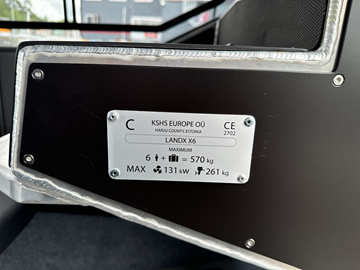 C KSHS EUROPE OÜ CE
HARJU COUNTY, ESTONIA 2702
LANDX X6
MAXIMUM
6 + = 570 kg
MAX 131 kW 261 kg